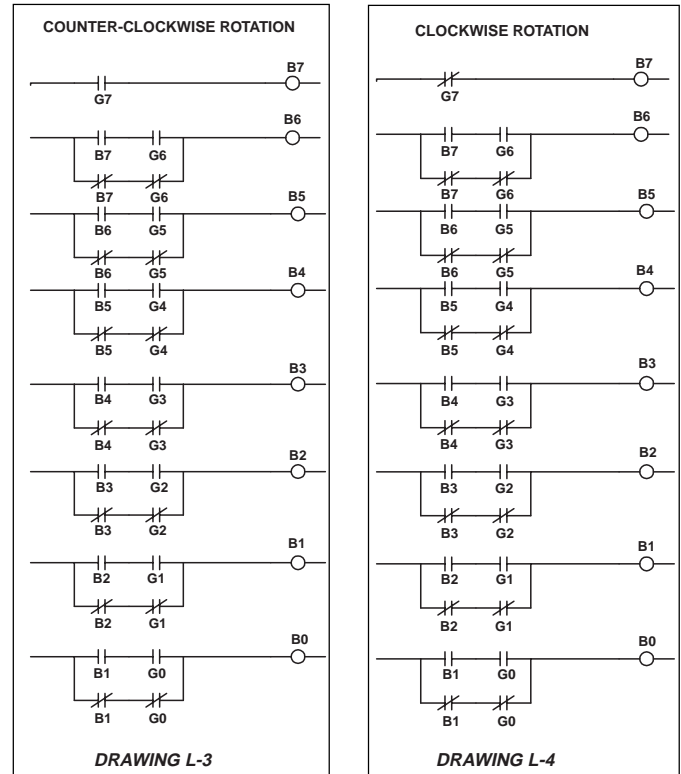 COUNTER-CLOCKWISE ROTATION
B7
G7
B6
B7 G6
B7 G6
B5
B6 G5
B6 G5
B4
B5 G4
B5 G4
B3
B4 G3
B4 G3
B2
B3 G2
B3 G2
B1
B2 G1
B2 G1
B0
B1 G0
B1 G0
DRAWING L-3
CLOCKWISE ROTATION
B7
G7
B6
B7 G6
B7 G6
B5
B6 G5
B6 G5
B4
B5 G4
B5 G4
B3
B4 G3
B4 G3
B2
B3 G2
B3 G2
B1
B2 G1
B2 G1
B0
B1 G0
B1 G0
DRAWING L-4